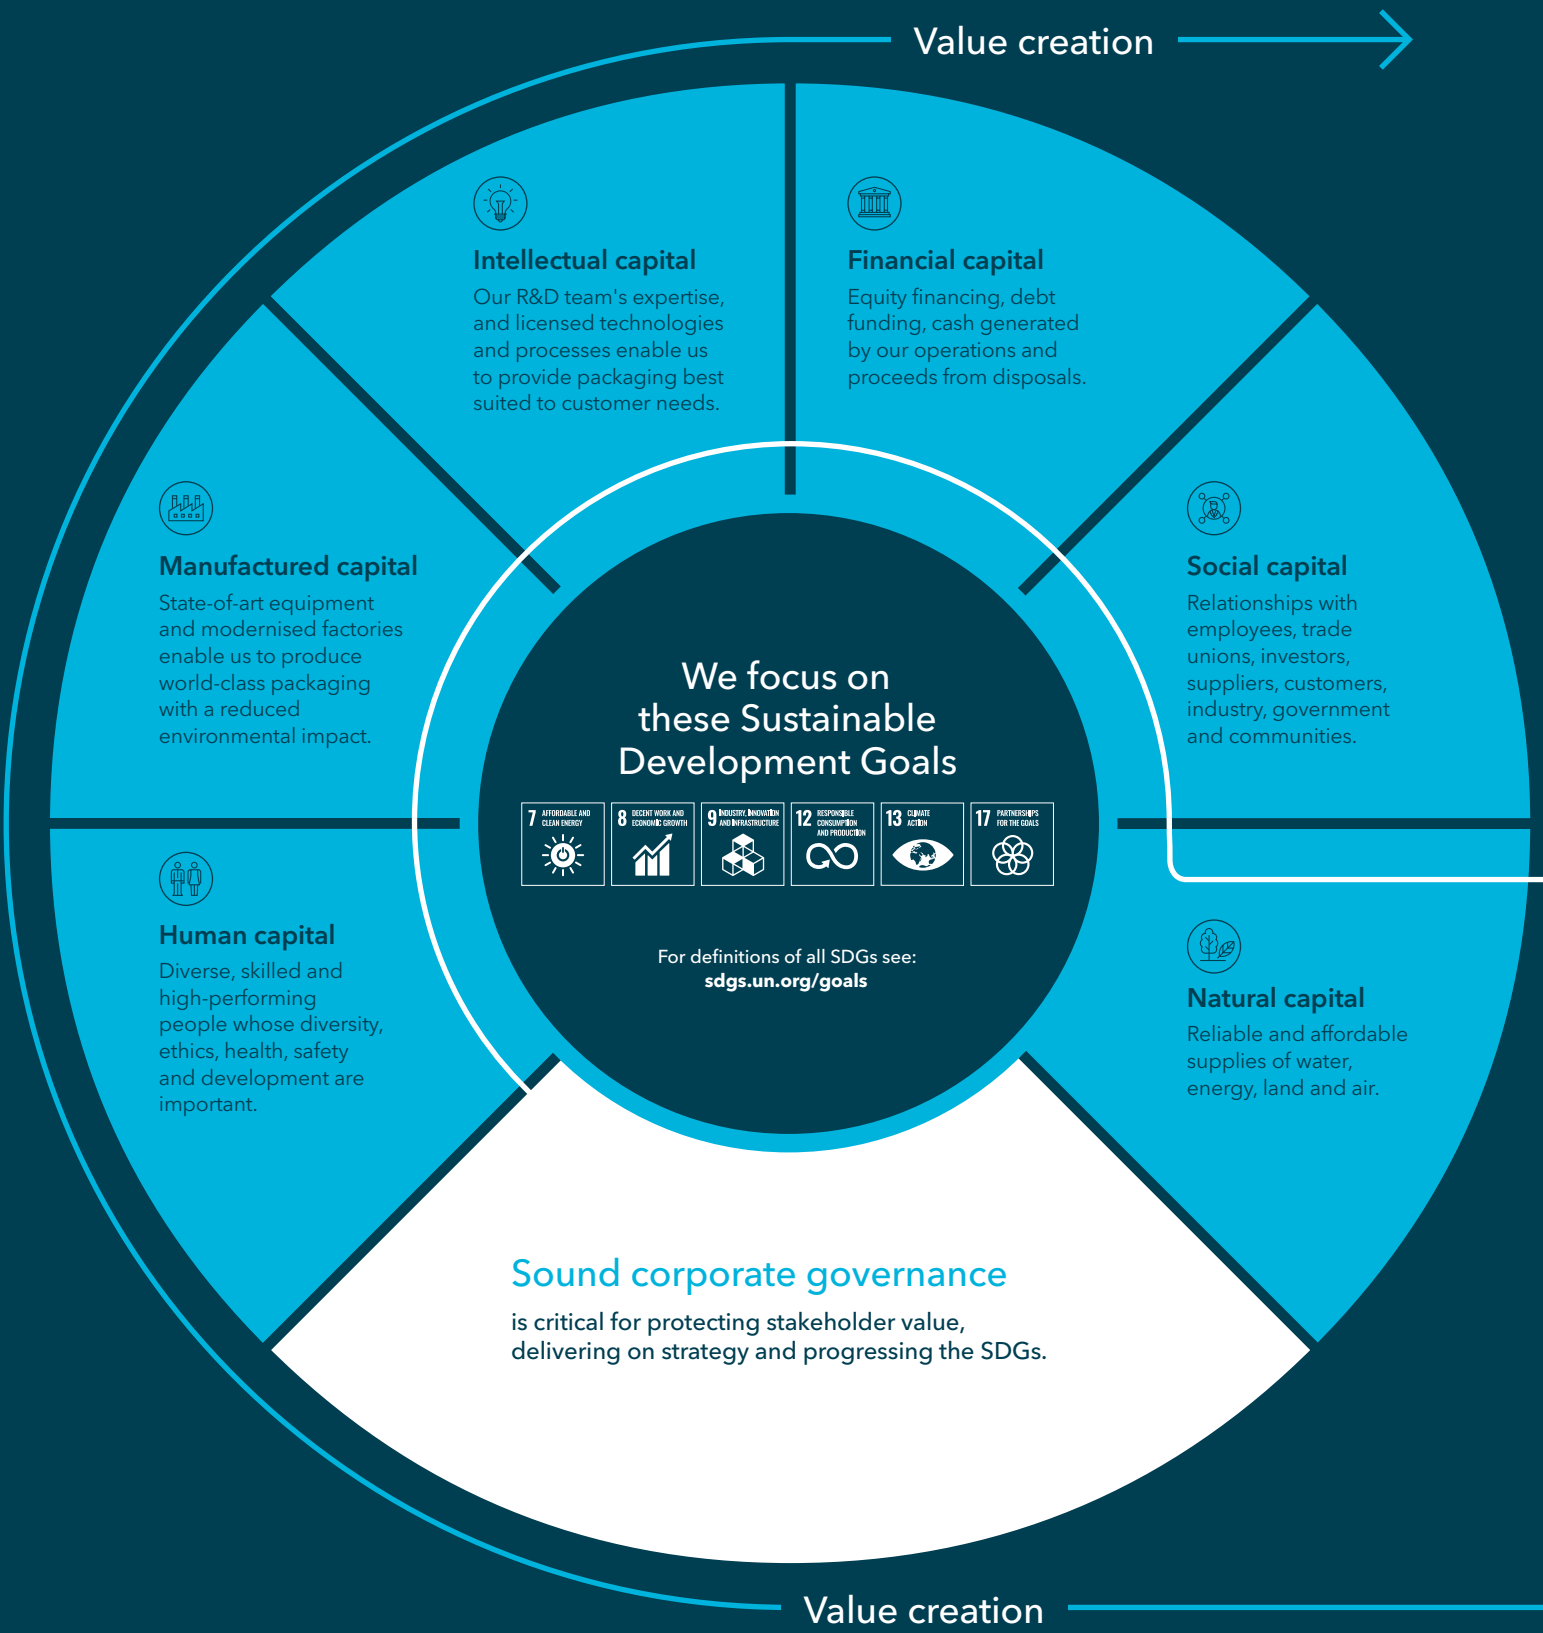 Value creation
Intellectual capital
Our R&D team's expertise,
and licensed technologies
and processes enable us
to provide packaging best
suited to customer needs.
Financial capital
Equity financing, debt
funding, cash generated
by our operations and
proceeds from disposals.
Manufactured capital
State-of-art equipment
and modernised factories
enable us to produce
world-class packaging
with a reduced
environmental impact.
Social capital
Relationships with
employees, trade
unions, investors,
suppliers, customers,
industry, government
and communities.
We focus on
these Sustainable
Development Goals
7 AFFORDABLE AND
CLEAN ENERGY
8 DECENT WORK AND
ECONOMIC GROWTH
9 INDUSTRY, INNOVATION
AND INFRASTRUCTURE
12 RESPONSIBLE
CONSUMPTION
AND PRODUCTION
13 CLIMATE
ACTION
17 PARTNERSHIPS
FOR THE GOALS
For definitions of all SDGs see:
sdgs.un.org/goals
Human capital
Diverse, skilled and
high-performing
people whose diversity,
ethics, health, safety
and development are
important.
Natural capital
Reliable and affordable
supplies of water,
energy, land and air.
Sound corporate governance
is critical for protecting stakeholder value,
delivering on strategy and progressing the SDGs.
Value creation